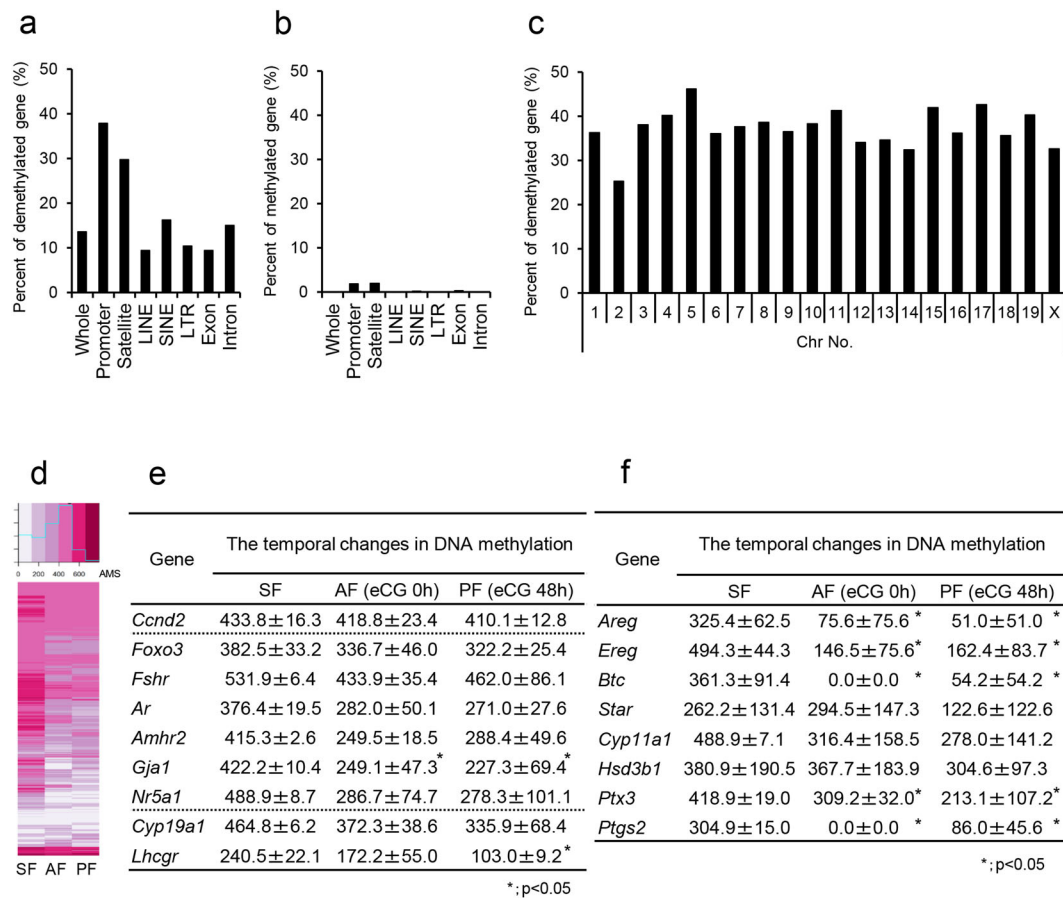 a
b
c
Percent of demethylated gene (%)
50
40
30
20
10
0
Whole
Promoter
Satellite
LINE
SINE
LTR
Exon
Intron
Percent of methylated gene (%)
50
40
30
20
10
0
Whole
Promoter
Satellite
LINE
SINE
LTR
Exon
Intron
Percent of demethylated gene (%)
50
40
30
20
10
0
1 2 3 4 5 6 7 8 9 10 11 12 13 14 15 16 17 18 19 X
Chr No.
d
0 200 400 600 AMS
SF AF PF
e
Gene The temporal changes in DNA methylation
SF AF (eCG 0h) PF (eCG 48h)
Ccnd2 433.8±16.3 418.8±23.4 410.1±12.8
Foxo3 382.5±33.2 336.7±46.0 322.2±25.4
Fshr 531.9±6.4 433.9±35.4 462.0±86.1
Ar 376.4±19.5 282.0±50.1 271.0±27.6
Amhr2 415.3±2.6 249.5±18.5 288.4±49.6
Gja1 422.2±10.4 249.1±47.3* 227.3±69.4*
Nr5a1 488.9±8.7 286.7±74.7 278.3±101.1
Cyp19a1 464.8±6.2 372.3±38.6 335.9±68.4
Lhcgr 240.5±22.1 172.2±55.0 103.0±9.2*
*;p<0.05
f
Gene The temporal changes in DNA methylation
SF AF (eCG 0h) PF (eCG 48h)
Areg 325.4±62.5 75.6±75.6 * 51.0±51.0 *
Ereg 494.3±44.3 146.5±75.6* 162.4±83.7 *
Btc 361.3±91.4 0.0±0.0 * 54.2±54.2 *
Star 262.2±131.4 294.5±147.3 122.6±122.6
Cyp11a1 488.9±7.1 316.4±158.5 278.0±141.2
Hsd3b1 380.9±190.5 367.7±183.9 304.6±97.3
Ptx3 418.9±19.0 309.2±32.0* 213.1±107.2*
Ptgs2 304.9±15.0 0.0±0.0 * 86.0±45.6 *
*;p<0.05